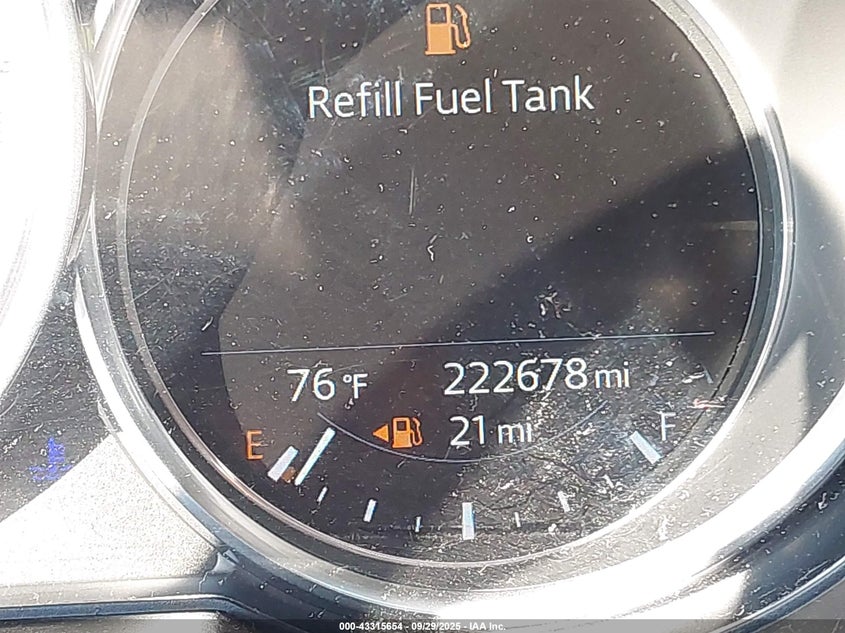 Refill Fuel Tank
76 °F 222678 mi
E 21 mi F
000-43315654 - 09/29/2025 - IAA Inc.